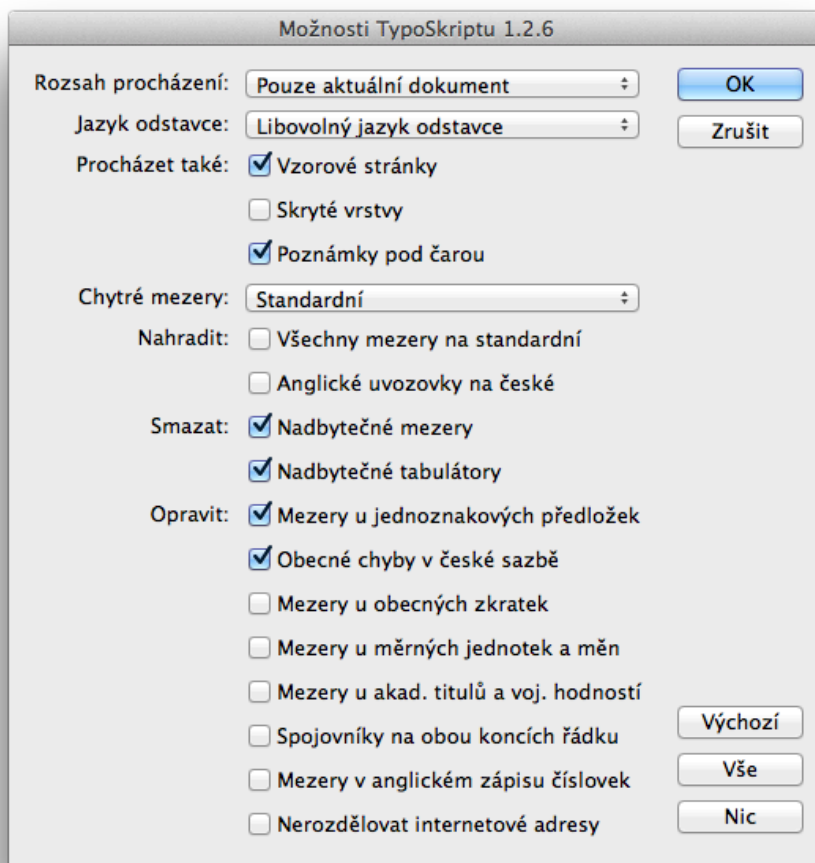 Možnosti TypoSkriptu 1.2.6
Rozsah procházení: Pouze aktuální dokument OK
Jazyk odstavce: Libovolný jazyk odstavce Zrušit
Procházet také: Vzorové stránky
Skryté vrstvy
Poznámky pod čarou
Chytré mezery: Standardní
Nahradit: Všechny mezery na standardní
Anglické uvozovky na české
Smazat: Nadbytečné mezery
Nadbytečné tabulátory
Opravit: Mezery u jednoznakových předložek
Obecné chyby v české sazbě
Mezery u obecných zkratek
Mezery u měrných jednotek a měn
Mezery u akad. titulů a voj. hodností
Výchozí
Spojovníky na obou koncích řádku
Vše
Mezery v anglickém zápisu číslovek
Nic
Nerozdělovat internetové adresy